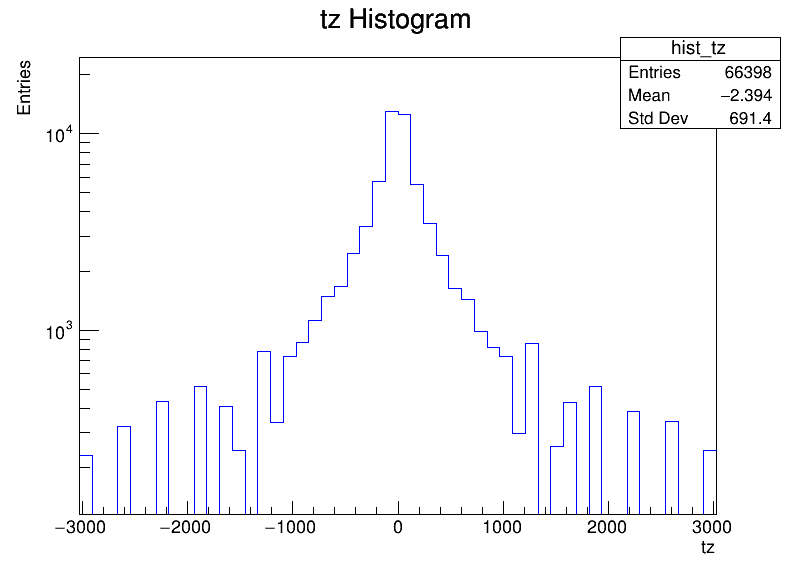 tz Histogram
hist_tz
Entries 66398
Mean −2.394
Std Dev 691.4
Entries
10^4
10^3
−3000 −2000 −1000 0 1000 2000 3000
tz